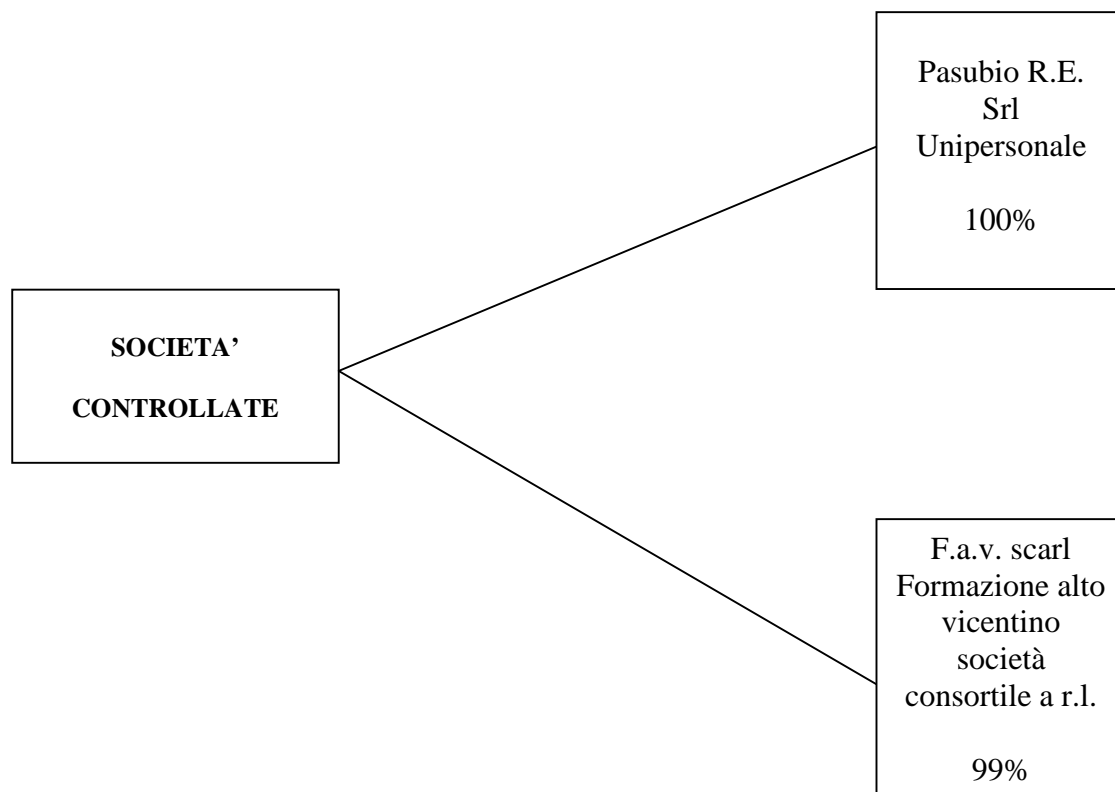 Pasubio R.E.
Srl
Unipersonale
100%
SOCIETA’
CONTROLLATE
F.a.v. scarl
Formazione alto
vicentino
società
consortile a r.l.
99%